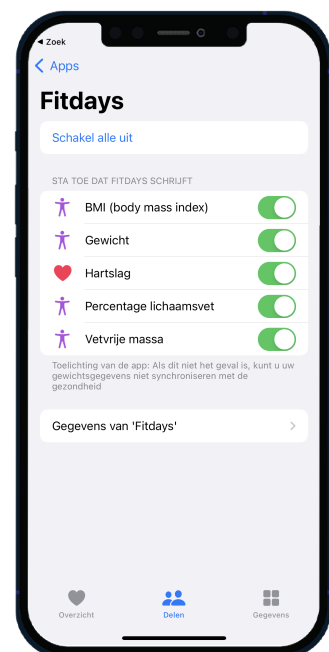 Zoek
Apps
Fitdays
Schakel alle uit
STA TOE DAT FITDAYS SCHRIJFT
BMI (body mass index)
Gewicht
Hartslag
Percentage lichaamsvet
Vetvrije massa
Toelichting van de app: Als dit niet het geval is, kunt u uw
gewichtsgegevens niet synchroniseren met de
gezondheid
Gegevens van 'Fitdays'
Overzicht
Delen
Gegevens